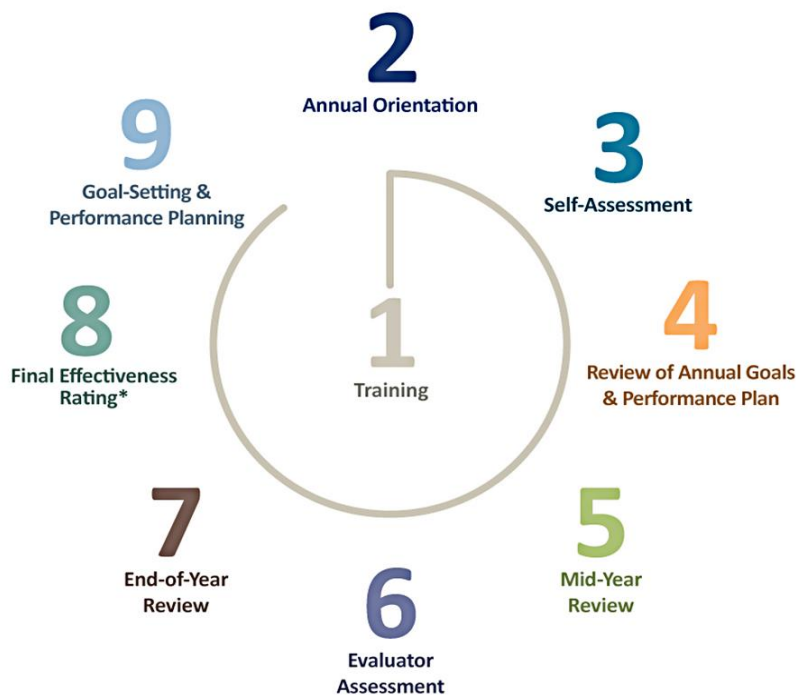 1
Training
2
Annual Orientation
3
Self-Assessment
4
Review of Annual Goals
& Performance Plan
5
Mid-Year
Review
6
Evaluator
Assessment
7
End-of-Year
Review
8
Final Effectiveness
Rating*
9
Goal-Setting &
Performance Planning